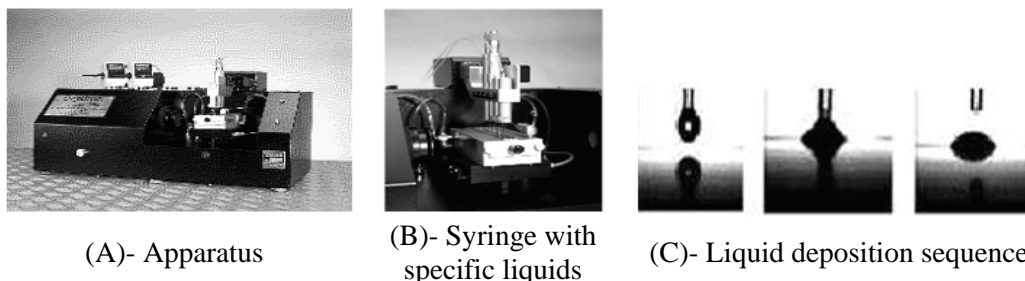 (A)- Apparatus
(B)- Syringe with
specific liquids
(C)- Liquid deposition sequence